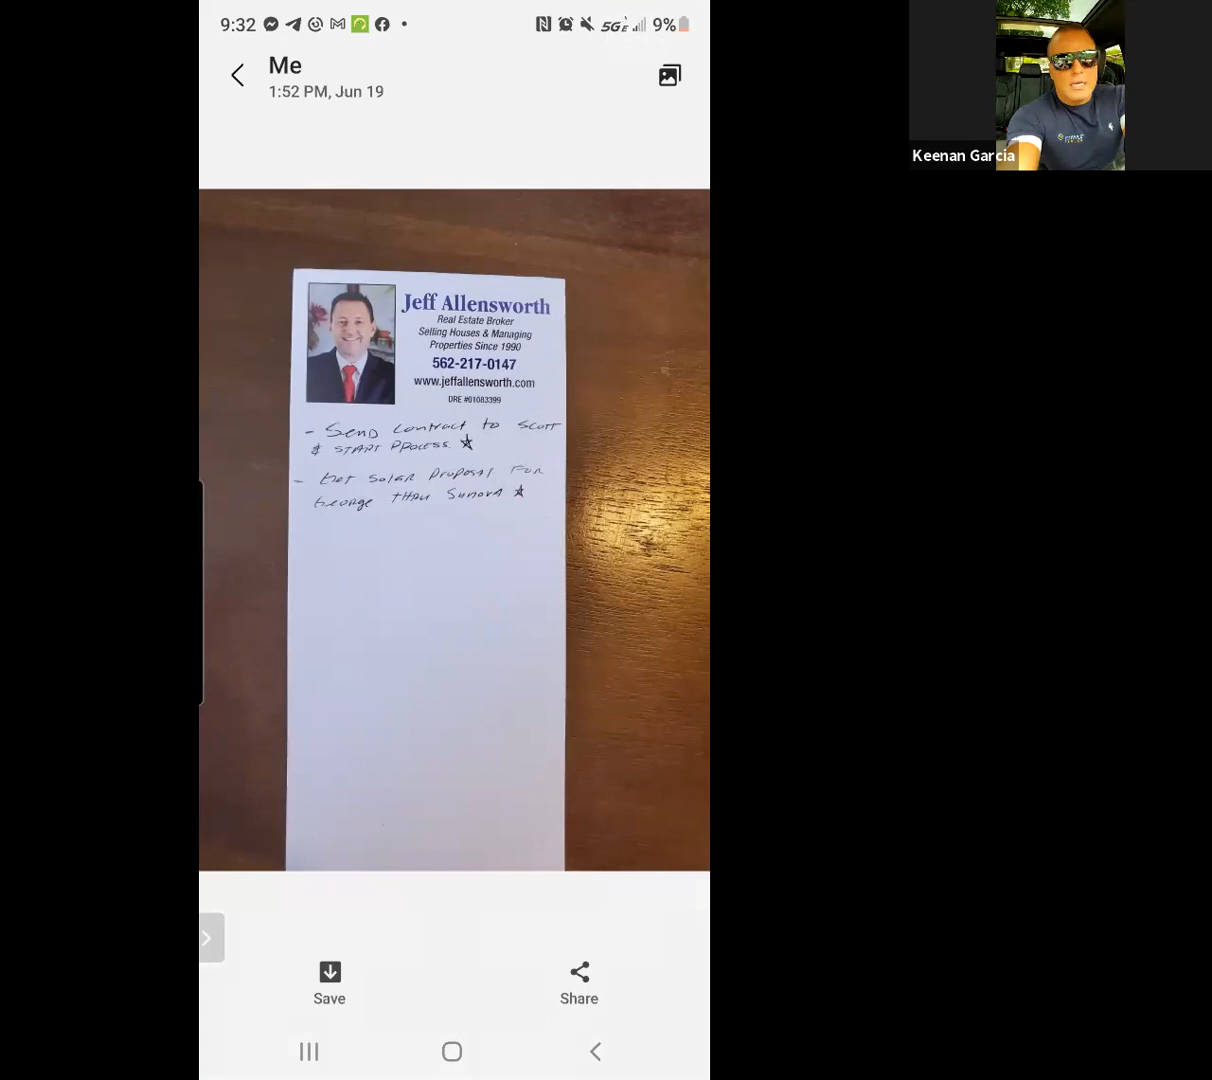 9:32
5GE 9%
Me
1:52 PM, Jun 19
Keenan Garcia
Jeff Allensworth
Real Estate Broker
Selling Houses & Managing
Properties Since 1990
562-217-0147
www.jeffallensworth.com
DRE #01083399
- Send contract to Scott
& START PROCESS ★
- Get Solar Proposal For
George THRU Sunova ★
Save
Share